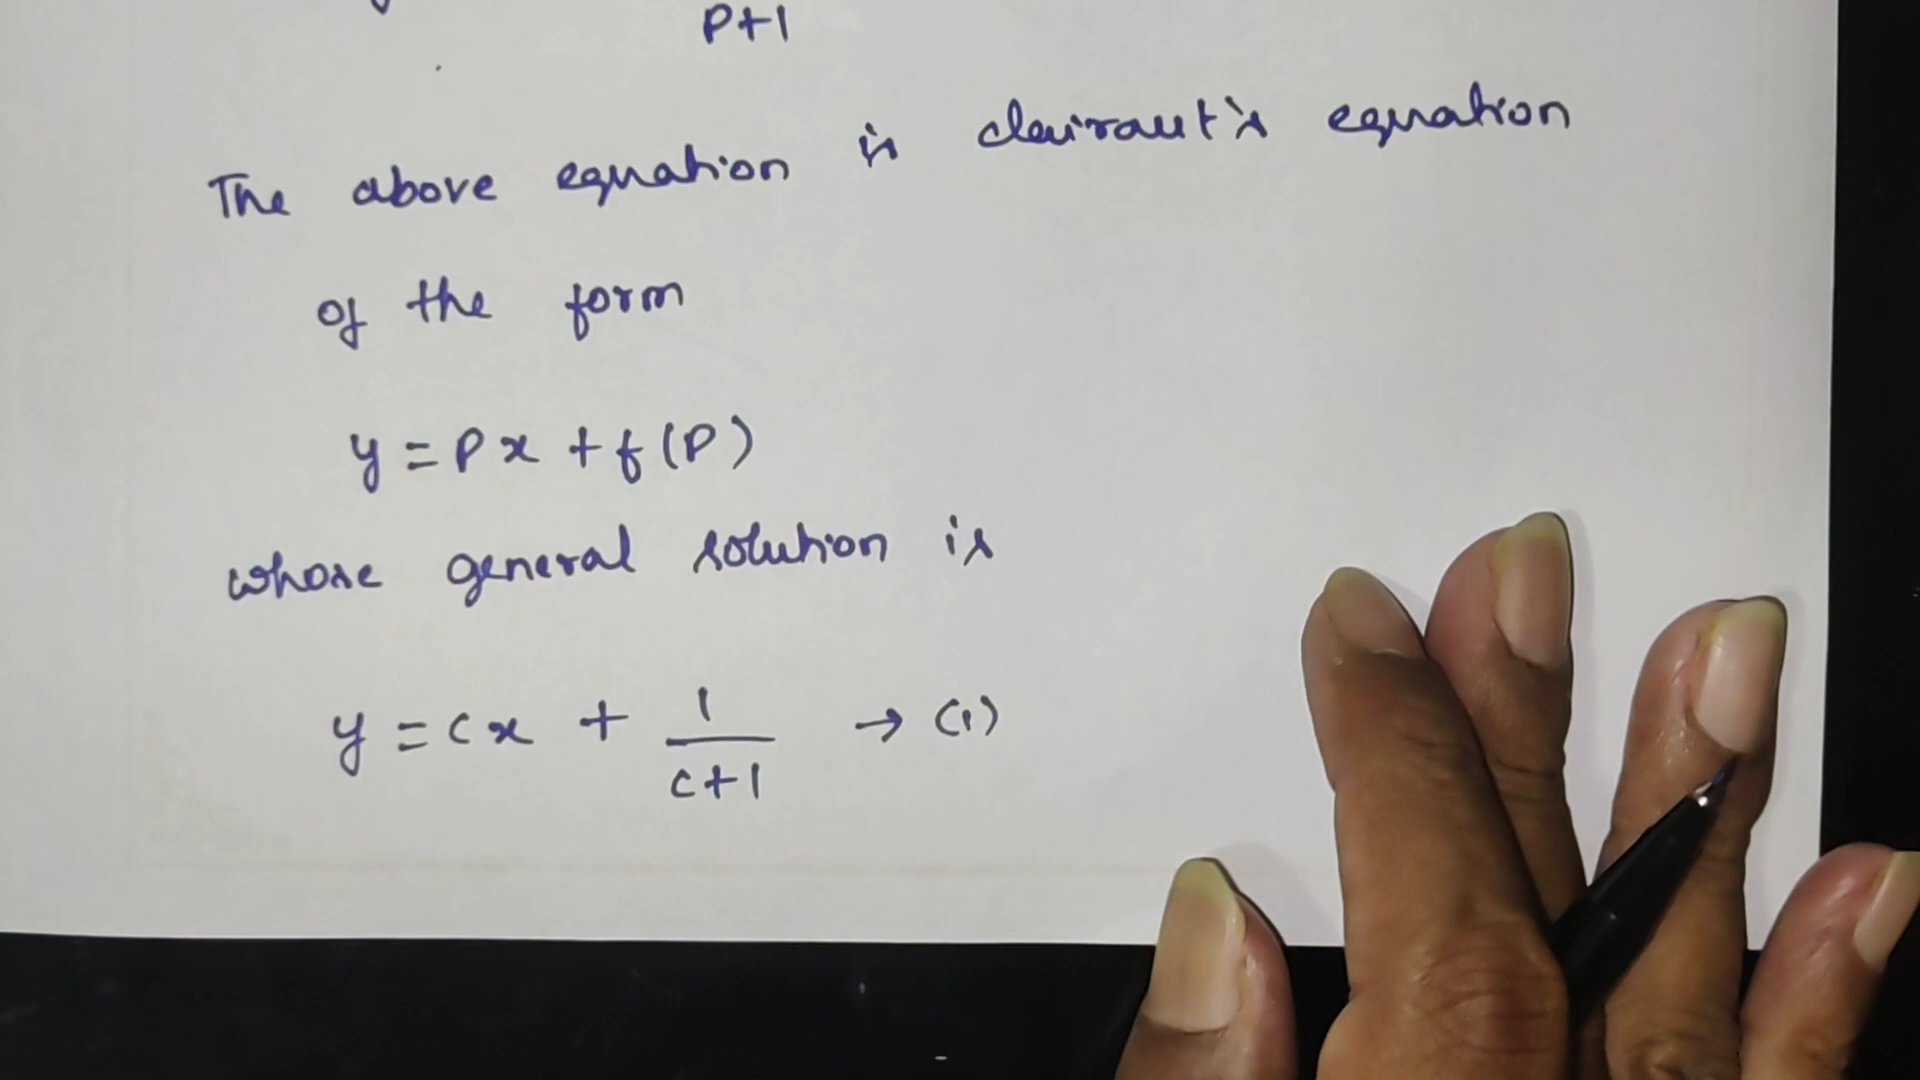 P+1
The above equation is clairaut's equation
of the form
y = Px + f(P)
whose general solution is
y = cx + 1/(c+1) → (1)